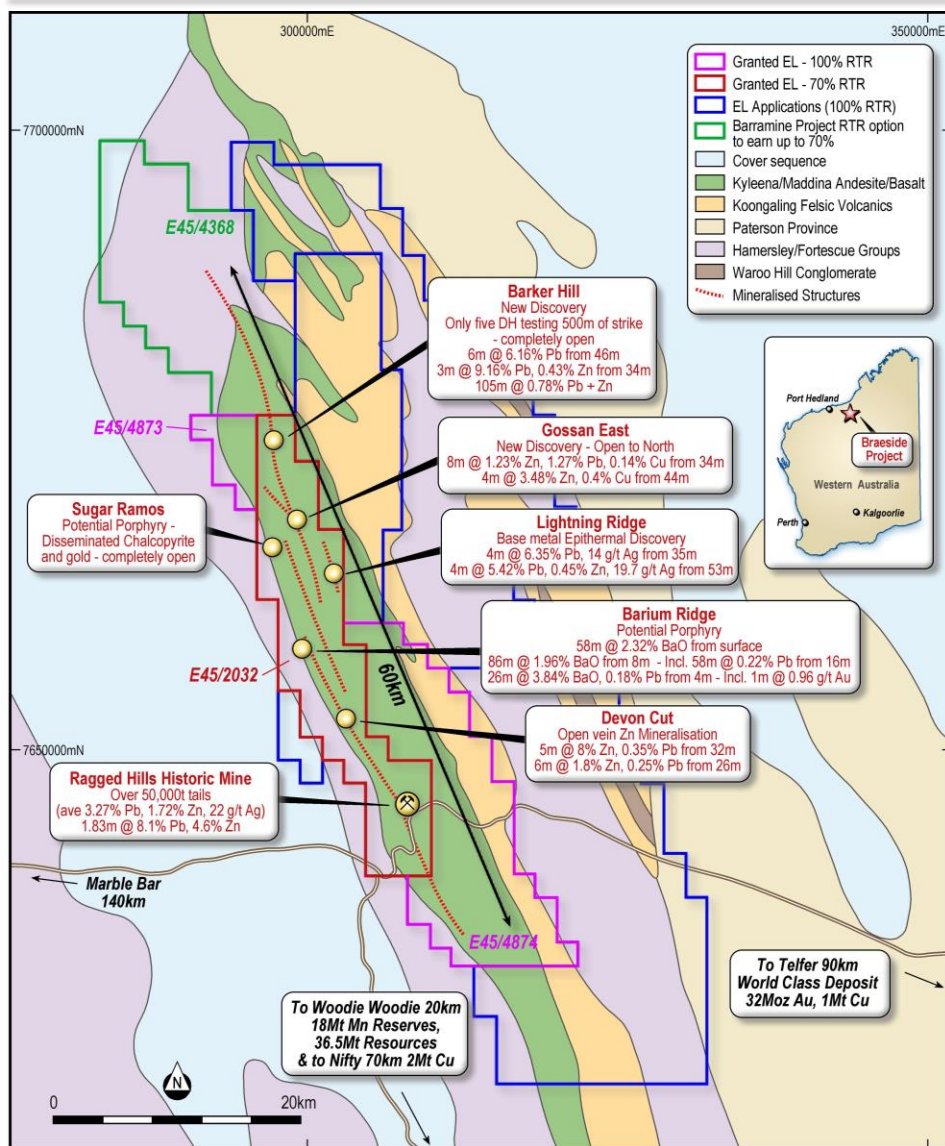 300000mE
350000mE
7700000mN
7650000mN
Granted EL - 100% RTR
Granted EL - 70% RTR
EL Applications (100% RTR)
Barramine Project RTR option
to earn up to 70%
Cover sequence
Kyleena/Maddina Andesite/Basalt
Koongaling Felsic Volcanics
Paterson Province
Hamersley/Fortescue Groups
Waroo Hill Conglomerate
Mineralised Structures
E45/4368
Barker Hill
New Discovery
Only five DH testing 500m of strike
- completely open
6m @ 6.16% Pb from 46m
3m @ 9.16% Pb, 0.43% Zn from 34m
105m @ 0.78% Pb + Zn
Port Hedland
Braeside
Project
Western Australia
Perth
Kalgoorlie
E45/4873
Gossan East
New Discovery - Open to North
8m @ 1.23% Zn, 1.27% Pb, 0.14% Cu from 34m
4m @ 3.48% Zn, 0.4% Cu from 44m
Sugar Ramos
Potential Porphyry -
Disseminated Chalcopyrite
and gold - completely open
Lightning Ridge
Base metal Epithermal Discovery
4m @ 6.35% Pb, 14 g/t Ag from 35m
4m @ 5.42% Pb, 0.45% Zn, 19.7 g/t Ag from 53m
Barium Ridge
Potential Porphyry
58m @ 2.32% BaO from surface
86m @ 1.96% BaO from 8m - Incl. 58m @ 0.22% Pb from 16m
26m @ 3.84% BaO, 0.18% Pb from 4m - Incl. 1m @ 0.96 g/t Au
E45/2032
60km
Devon Cut
Open vein Zn Mineralisation
5m @ 8% Zn, 0.35% Pb from 32m
6m @ 1.8% Zn, 0.25% Pb from 26m
Ragged Hills Historic Mine
Over 50,000t tails
(ave 3.27% Pb, 1.72% Zn, 22 g/t Ag)
1.83m @ 8.1% Pb, 4.6% Zn
Marble Bar
140km
E45/4874
To Telfer 90km
World Class Deposit
32Moz Au, 1Mt Cu
To Woodie Woodie 20km
18Mt Mn Reserves,
36.5Mt Resources
& to Nifty 70km 2Mt Cu
N
0
20km